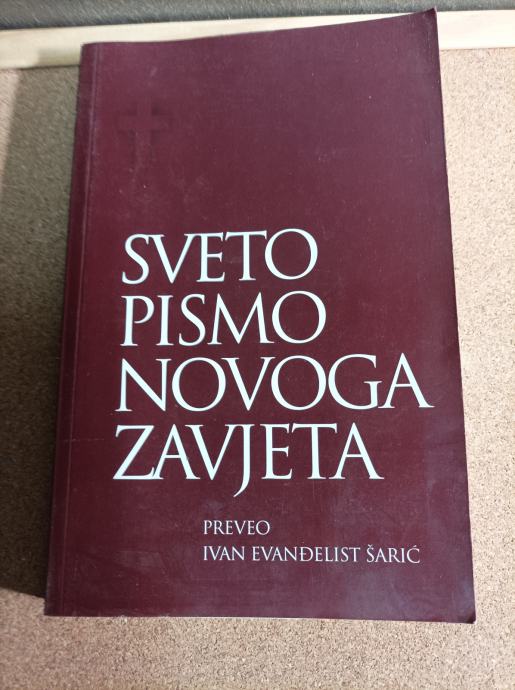 SVETO
PISMO
NOVOGA
ZAVJETA
PREVEO
IVAN EVANĐELIST ŠARIĆ